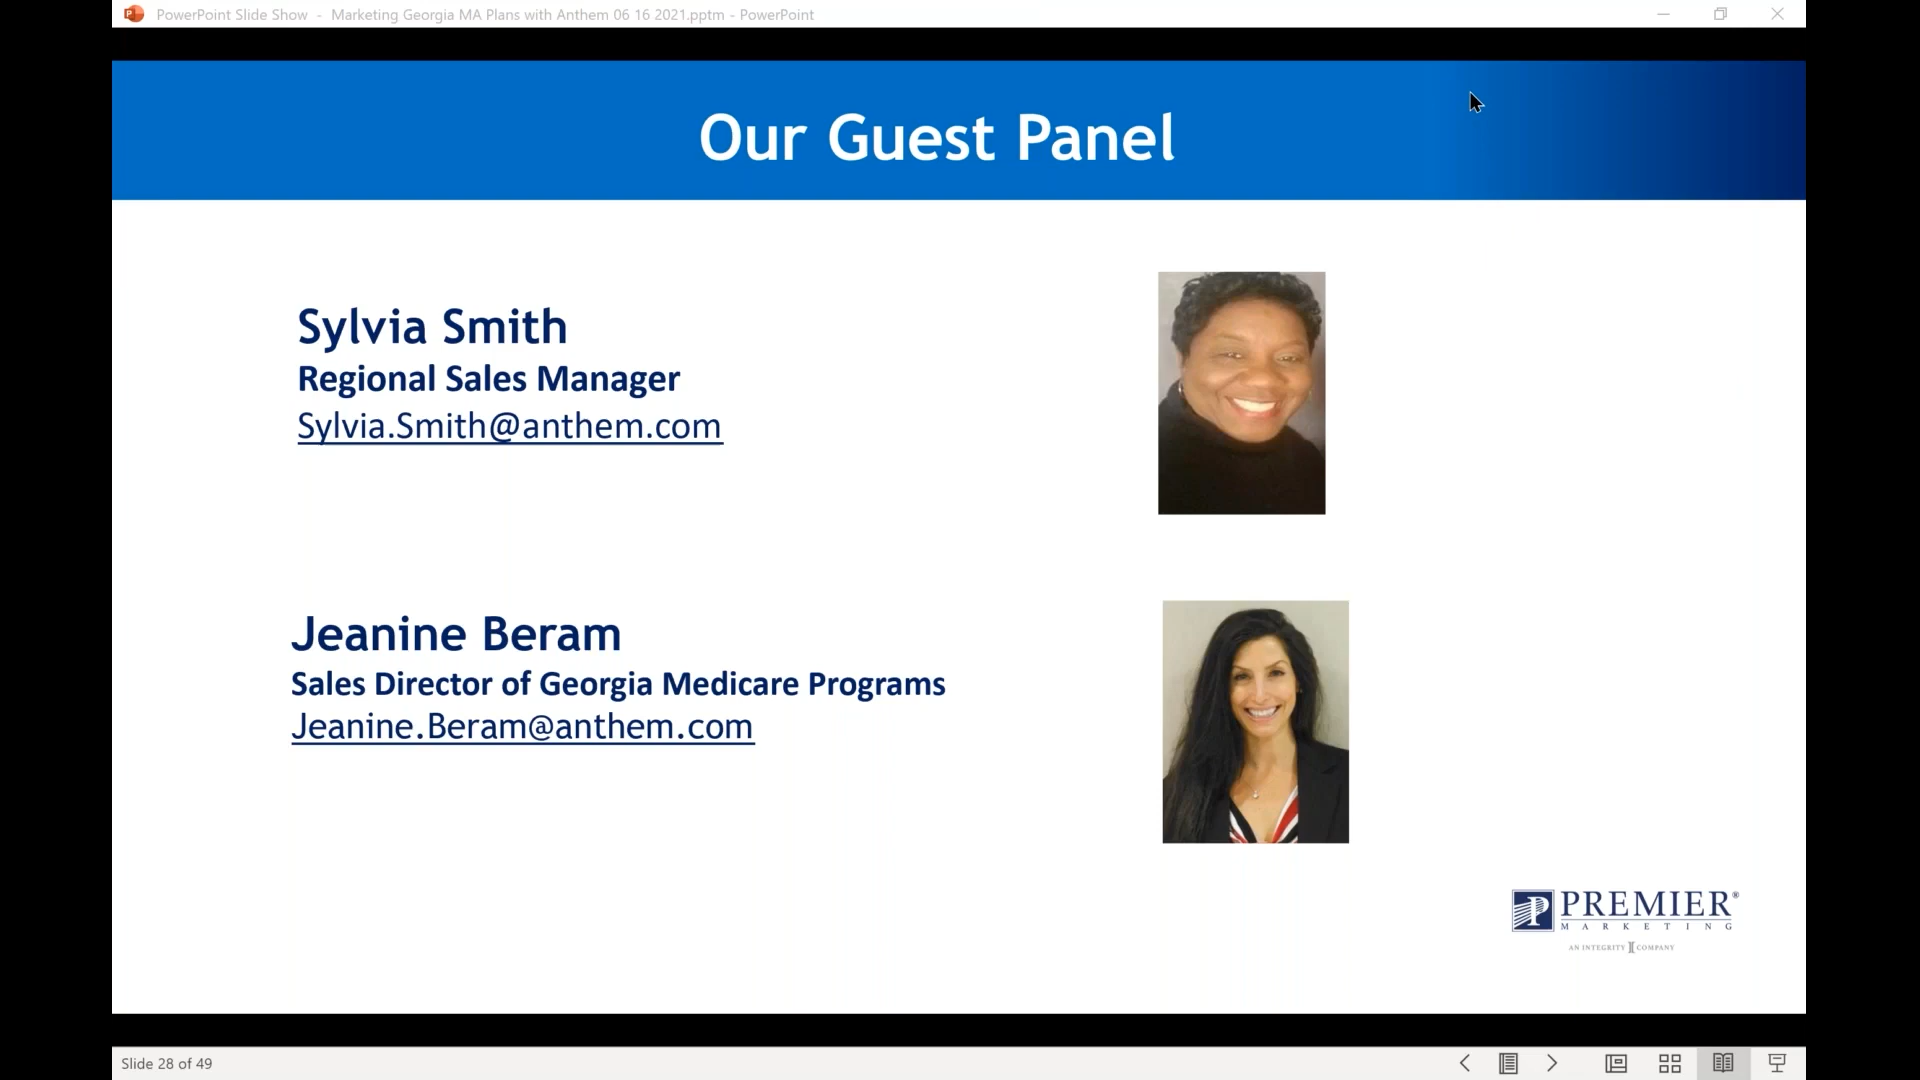 PowerPoint Slide Show - Marketing Georgia MA Plans with Anthem 06 16 2021.pptm - PowerPoint
Our Guest Panel
Sylvia Smith
Regional Sales Manager
Sylvia.Smith@anthem.com
Jeanine Beram
Sales Director of Georgia Medicare Programs
Jeanine.Beram@anthem.com
PREMIER®
MARKETING
AN INTEGRITY COMPANY
Slide 28 of 49